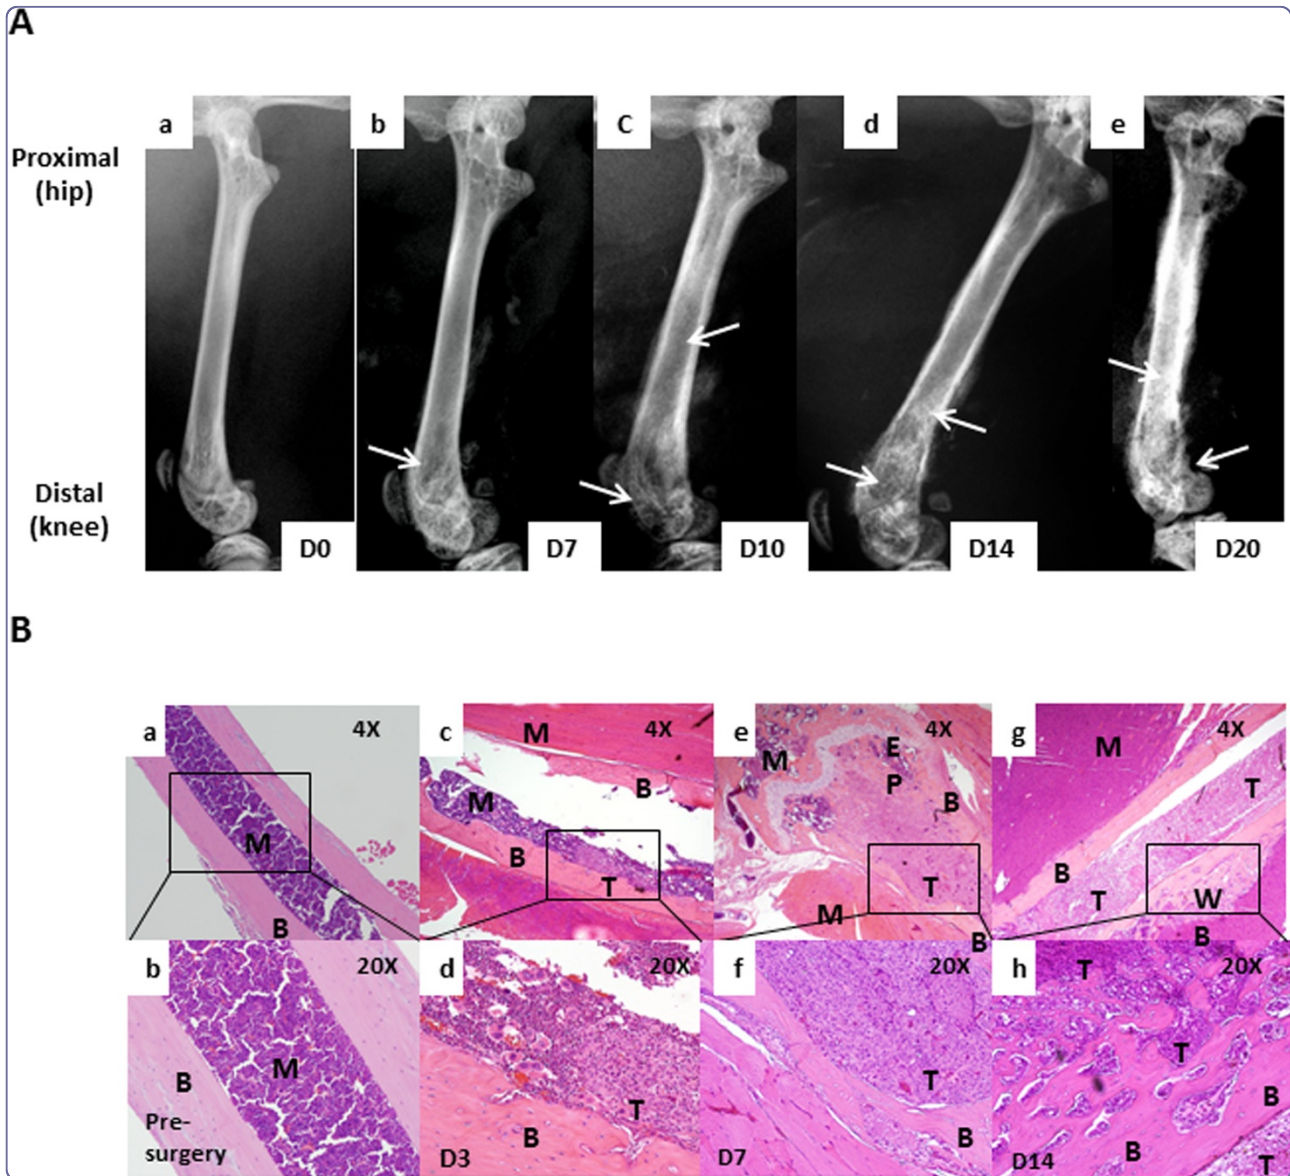 A
a
b
C
d
e
Proximal
(hip)
Distal
(knee)
D0
D7
D10
D14
D20
B
a
4X
M
B
c
4X
M
B
M
B
T
e
4X
M
E
P
B
T
M
B
g
4X
M
T
B
T
W
B
b
20X
M
B
Pre-
surgery
d
20X
T
B
D3
f
20X
T
B
D7
h
20X
T
T
B
B
T
D14